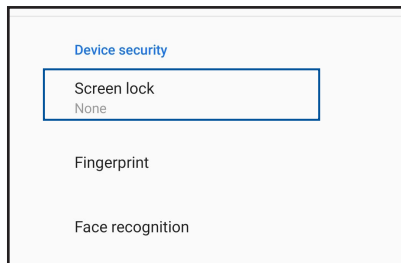 Device security
Screen lock
None
Fingerprint
Face recognition